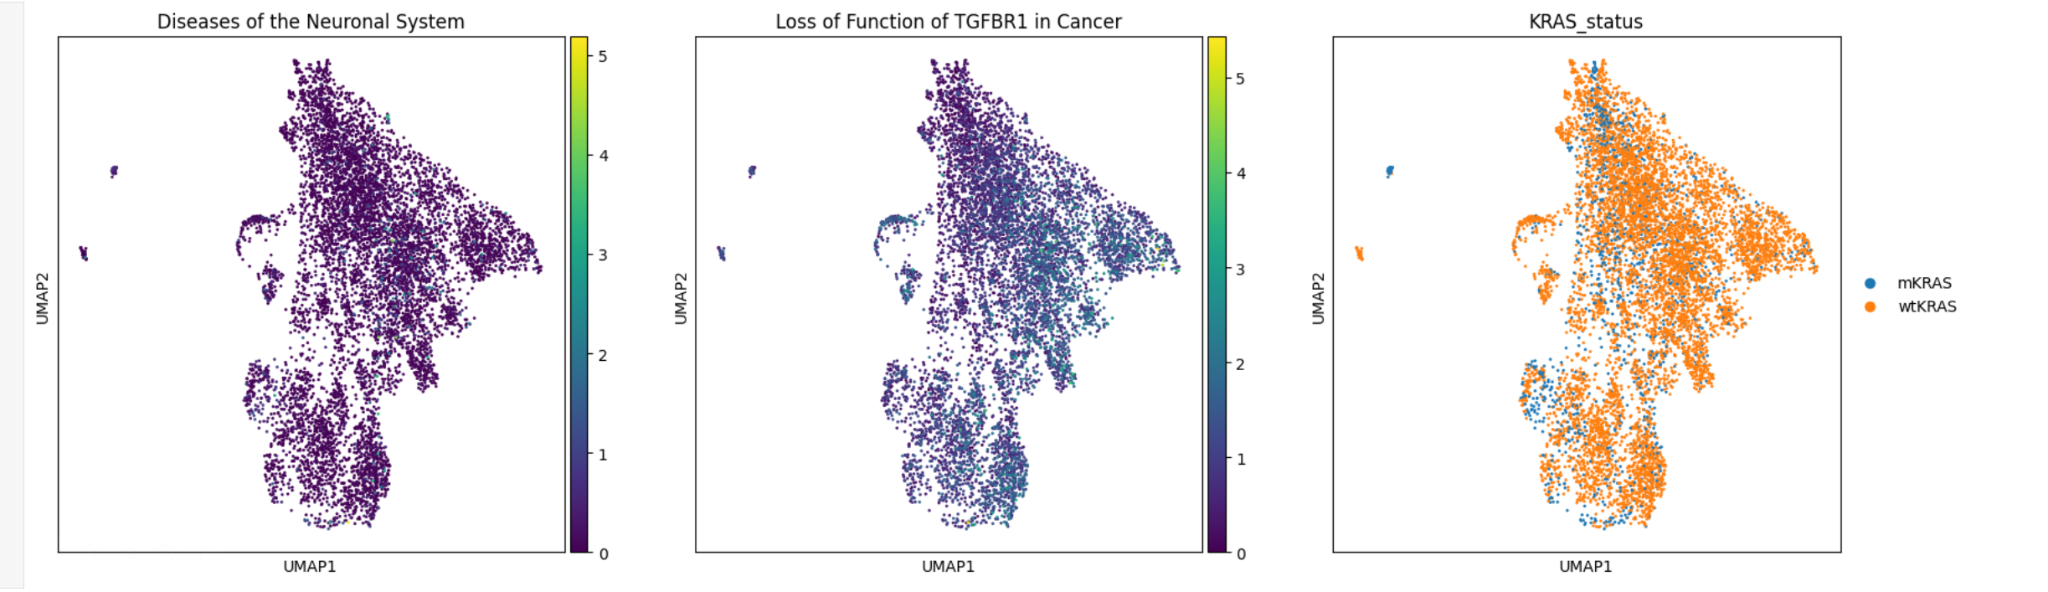 Diseases of the Neuronal System
Loss of Function of TGFBR1 in Cancer
KRAS_status
5
4
3
2
1
0
5
4
3
2
1
0
mKRAS
wtKRAS
UMAP2
UMAP2
UMAP2
UMAP1
UMAP1
UMAP1